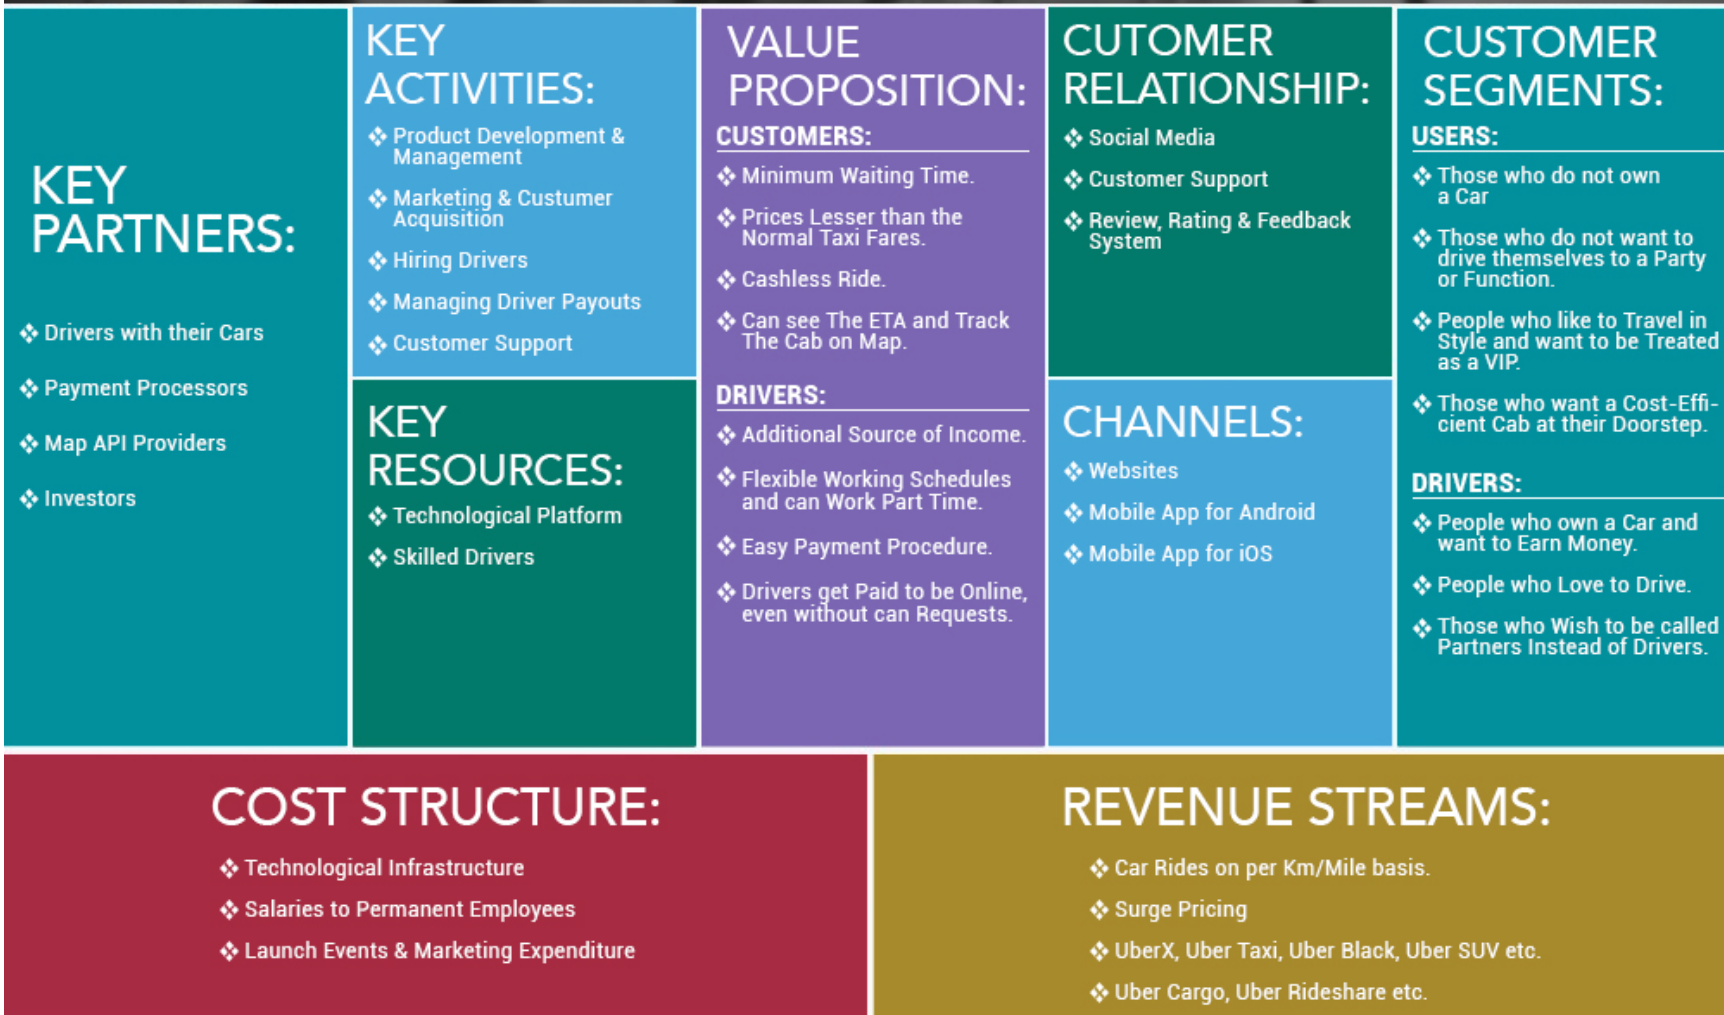 KEY
PARTNERS:
Drivers with their Cars
Payment Processors
Map API Providers
Investors
KEY
ACTIVITIES:
Product Development &
Management
Marketing & Custumer
Acquisition
Hiring Drivers
Managing Driver Payouts
Customer Support
KEY
RESOURCES:
Technological Platform
Skilled Drivers
VALUE
PROPOSITION:
CUSTOMERS:
Minimum Waiting Time.
Prices Lesser than the
Normal Taxi Fares.
Cashless Ride.
Can see The ETA and Track
The Cab on Map.
DRIVERS:
Additional Source of Income.
Flexible Working Schedules
and can Work Part Time.
Easy Payment Procedure.
Drivers get Paid to be Online,
even without can Requests.
CUTOMER
RELATIONSHIP:
Social Media
Customer Support
Review, Rating & Feedback
System
CHANNELS:
Websites
Mobile App for Android
Mobile App for iOS
CUSTOMER
SEGMENTS:
USERS:
Those who do not own
a Car
Those who do not want to
drive themselves to a Party
or Function.
People who like to Travel in
Style and want to be Treated
as a VIP.
Those who want a Cost-Effi-
cient Cab at their Doorstep.
DRIVERS:
People who own a Car and
want to Earn Money.
People who Love to Drive.
Those who Wish to be called
Partners Instead of Drivers.
COST STRUCTURE:
Technological Infrastructure
Salaries to Permanent Employees
Launch Events & Marketing Expenditure
REVENUE STREAMS:
Car Rides on per Km/Mile basis.
Surge Pricing
UberX, Uber Taxi, Uber Black, Uber SUV etc.
Uber Cargo, Uber Rideshare etc.